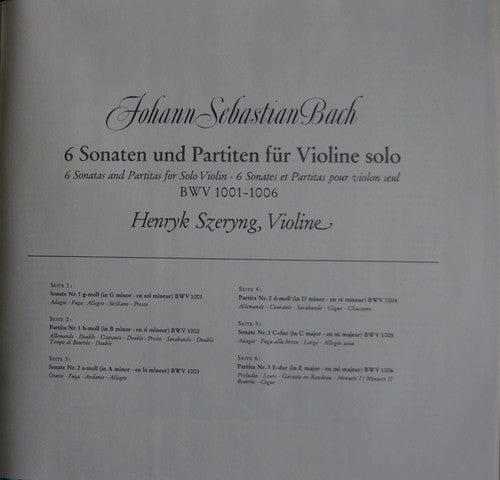 Johann Sebastian Bach
6 Sonaten und Partiten für Violine solo
6 Sonatas and Partitas for Solo Violin · 6 Sonates et Partitas pour violon seul
BWV 1001-1006
Henryk Szeryng, Violine
SEITE 1:
Sonate Nr. 1 g-moll (in G minor · en sol mineur) BWV 1001
Adagio · Fuga: Allegro · Siciliano · Presto
SEITE 2:
Partita Nr. 1 h-moll (in B minor · en si mineur) BWV 1002
Allemande · Double · Courante · Double: Presto · Sarabande · Double
Tempo di Bourrée · Double
SEITE 3:
Sonate Nr. 2 a-moll (in A minor · en la mineur) BWV 1003
Grave · Fuga · Andante · Allegro
SEITE 4:
Partita Nr. 2 d-moll (in D minor · en ré mineur) BWV 1004
Allemande · Courante · Sarabande · Gigue · Chaconne
SEITE 5:
Sonate Nr. 3 C-dur (in C major · en ut majeur) BWV 1005
Adagio · Fuga alla breve · Largo · Allegro assai
SEITE 6:
Partita Nr. 3 E-dur (in E major · en mi majeur) BWV 1006
Preludio · Loure · Gavotte en Rondeau · Menuett I / Menuett II
Bourrée · Gigue